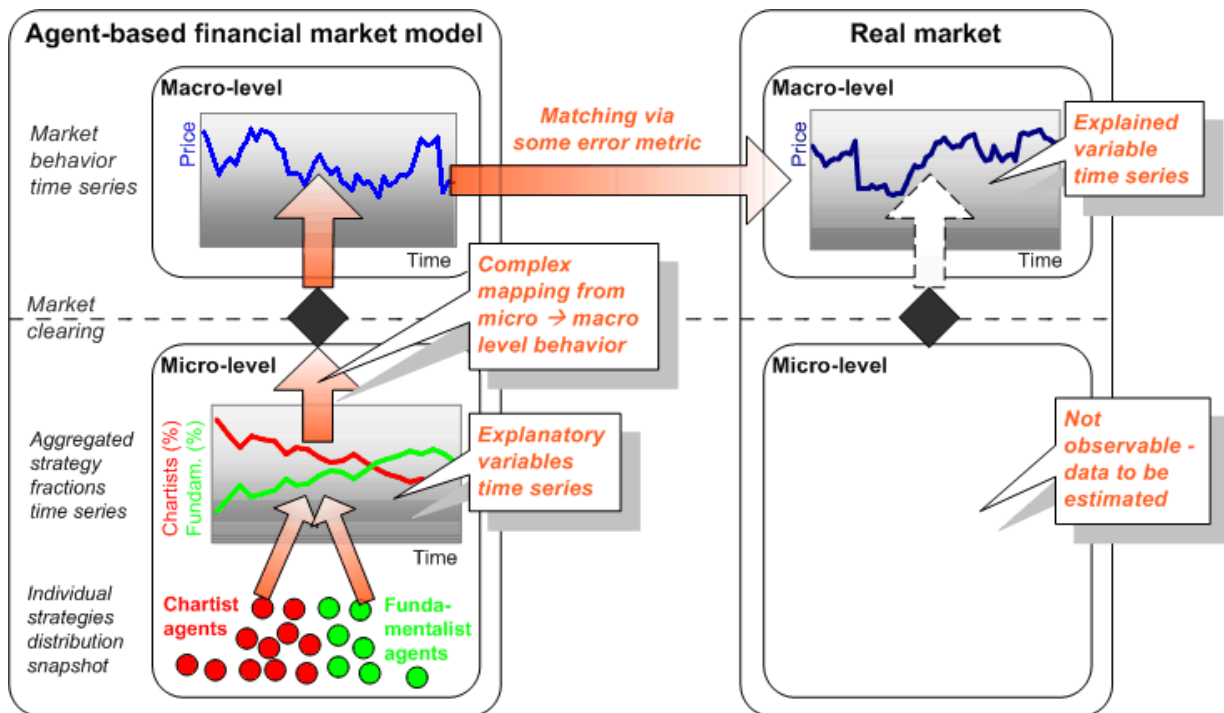 Agent-based financial market model
Real market
Macro-level
Macro-level
Market
behavior
time series
Price
Time
Matching via
some error metric
Price
Time
Explained
variable
time series
Complex
mapping from
micro → macro
level behavior
Market
clearing
Micro-level
Micro-level
Aggregated
strategy
fractions
time series
Chartists (%)
Fundam. (%)
Time
Explanatory
variables
time series
Not
observable -
data to be
estimated
Individual
strategies
distribution
snapshot
Chartist
agents
Funda-
mentalist
agents